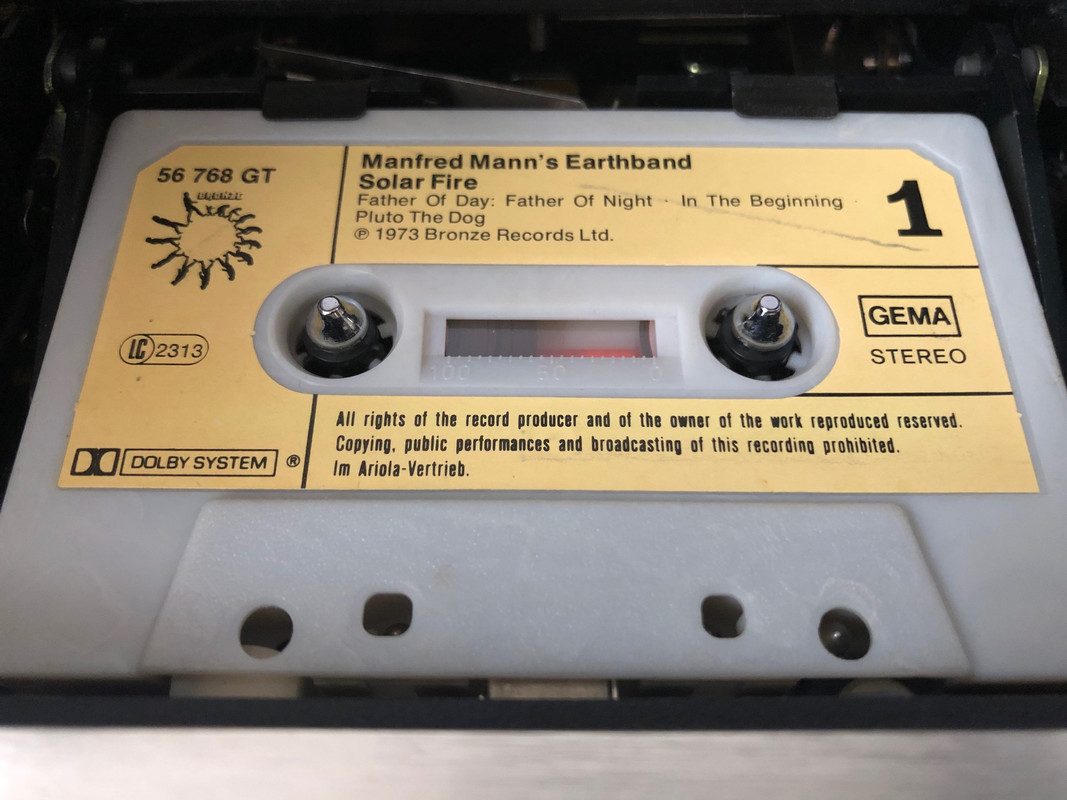 56 768 GT
BRONZE
Manfred Mann's Earthband
Solar Fire
Father Of Day: Father Of Night · In The Beginning
Pluto The Dog
℗ 1973 Bronze Records Ltd.
1
GEMA
STEREO
LC 2313
100 50 0
DOLBY SYSTEM ®
All rights of the record producer and of the owner of the work reproduced reserved.
Copying, public performances and broadcasting of this recording prohibited.
Im Ariola-Vertrieb.